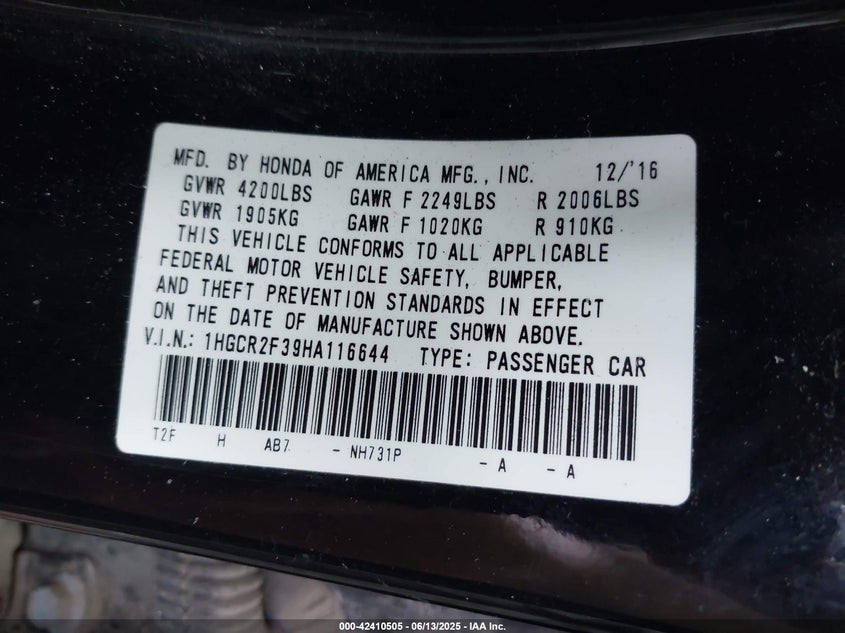 MFD. BY HONDA OF AMERICA MFG., INC. 12/'16
GVWR 4200LBS GAWR F 2249LBS R 2006LBS
GVWR 1905KG GAWR F 1020KG R 910KG
THIS VEHICLE CONFORMS TO ALL APPLICABLE
FEDERAL MOTOR VEHICLE SAFETY, BUMPER,
AND THEFT PREVENTION STANDARDS IN EFFECT
ON THE DATE OF MANUFACTURE SHOWN ABOVE.
V.I.N.: 1HGCR2F39HA116644 TYPE: PASSENGER CAR
T2F H AB7 - NH731P - A - A
000-42410505 - 06/13/2025 - IAA Inc.